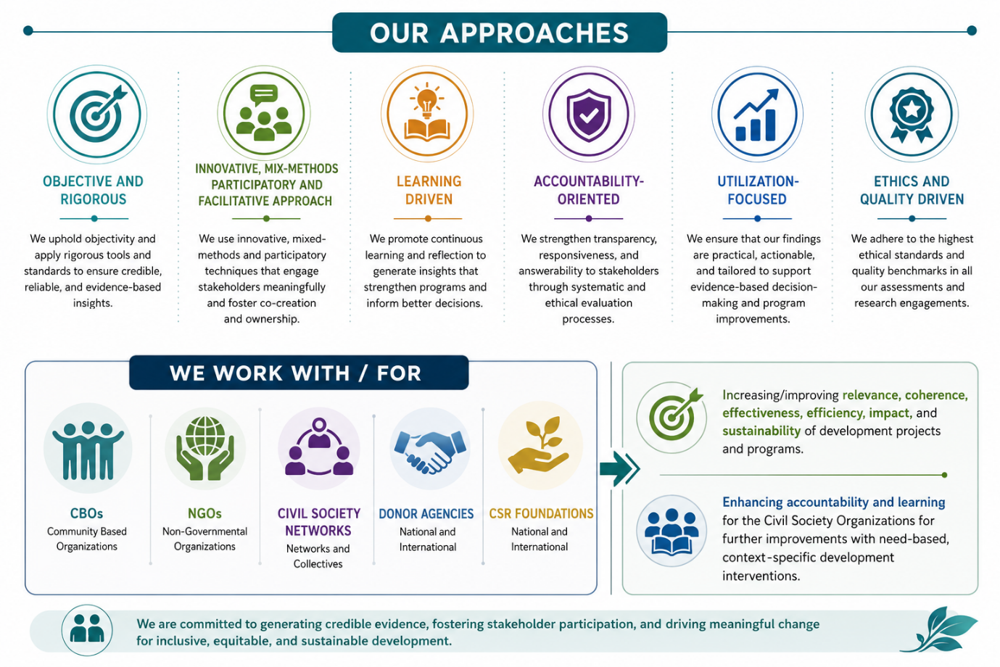 OUR APPROACHES
OBJECTIVE AND
RIGOROUS
We uphold objectivity and
apply rigorous tools and
standards to ensure credible,
reliable, and evidence-based
insights.
INNOVATIVE, MIX-METHODS
PARTICIPATORY AND
FACILITATIVE APPROACH
We use innovative, mixed-
methods and participatory
techniques that engage
stakeholders meaningfully
and foster co-creation
and ownership.
LEARNING
DRIVEN
We promote continuous
learning and reflection to
generate insights that
strengthen programs and
inform better decisions.
ACCOUNTABILITY-
ORIENTED
We strengthen transparency,
responsiveness, and
answerability to stakeholders
through systematic and
ethical evaluation
processes.
UTILIZATION-
FOCUSED
We ensure that our findings
are practical, actionable,
and tailored to support
evidence-based decision-
making and program
improvements.
ETHICS AND
QUALITY DRIVEN
We adhere to the highest
ethical standards and
quality benchmarks in all
our assessments and
research engagements.
WE WORK WITH / FOR
CBOs
Community Based
Organizations
NGOs
Non-Governmental
Organizations
CIVIL SOCIETY
NETWORKS
Networks and
Collectives
DONOR AGENCIES
National and
International
CSR FOUNDATIONS
National and
International
Increasing/improving relevance, coherence,
effectiveness, efficiency, impact, and
sustainability of development projects
and programs.
Enhancing accountability and learning
for the Civil Society Organizations for
further improvements with need-based,
context-specific development
interventions.
We are committed to generating credible evidence, fostering stakeholder participation, and driving meaningful change
for inclusive, equitable, and sustainable development.